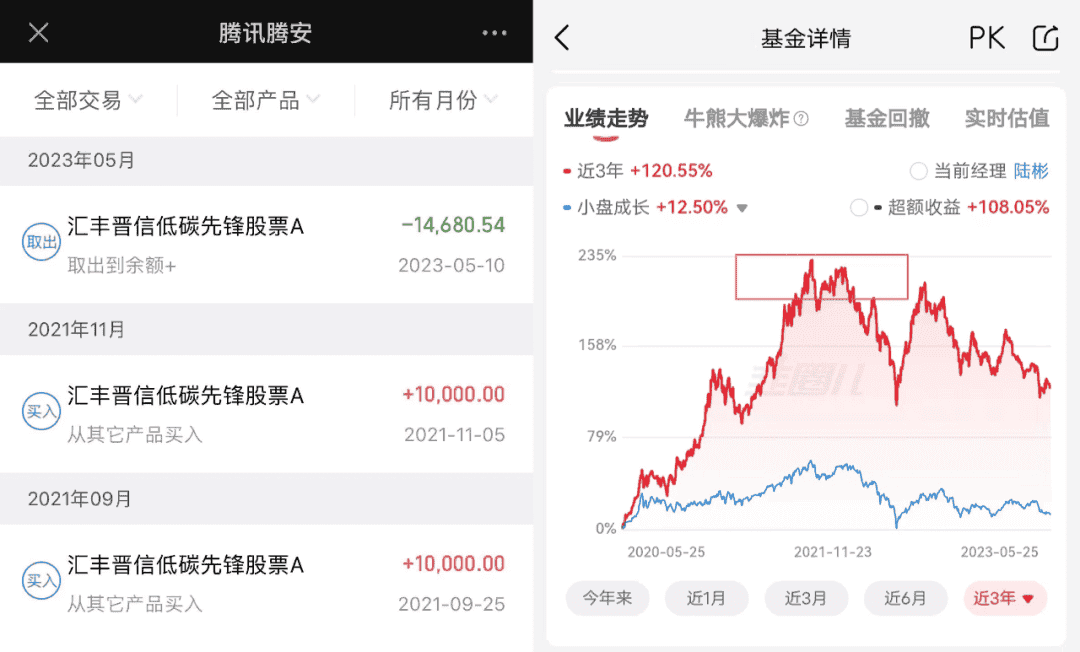 腾讯腾安
全部交易 全部产品 所有月份
2023年05月
取出
汇丰晋信低碳先锋股票A −14,680.54
取出到余额+ 2023-05-10
2021年11月
买入
汇丰晋信低碳先锋股票A +10,000.00
从其它产品买入 2021-11-05
2021年09月
买入
汇丰晋信低碳先锋股票A +10,000.00
从其它产品买入 2021-09-25
基金详情 PK
业绩走势 牛熊大爆炸? 基金回撤 实时估值
近3年 +120.55% 当前经理 陆彬
小盘成长 +12.50% 超额收益 +108.05%
235%
158%
79%
0%
2020-05-25 2021-11-23 2023-05-25
今年来 近1月 近3月 近6月 近3年